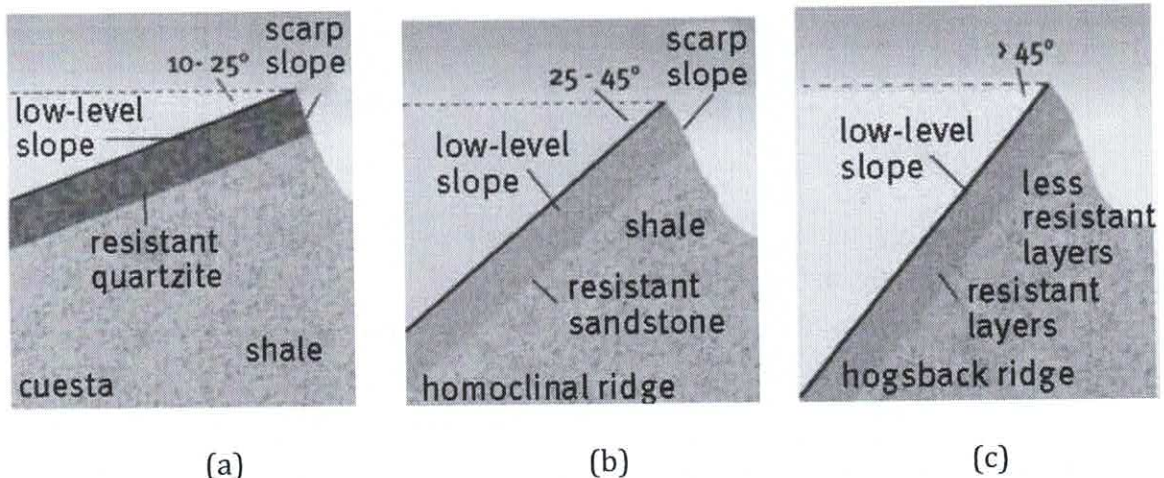 scarp
slope
10-25°
low-level
slope
resistant
quartzite
shale
cuesta
(a)
scarp
slope
25 - 45°
low-level
slope
shale
resistant
sandstone
homoclinal ridge
(b)
> 45°
low-level
slope
less
resistant
layers
resistant
layers
hogsback ridge
(c)